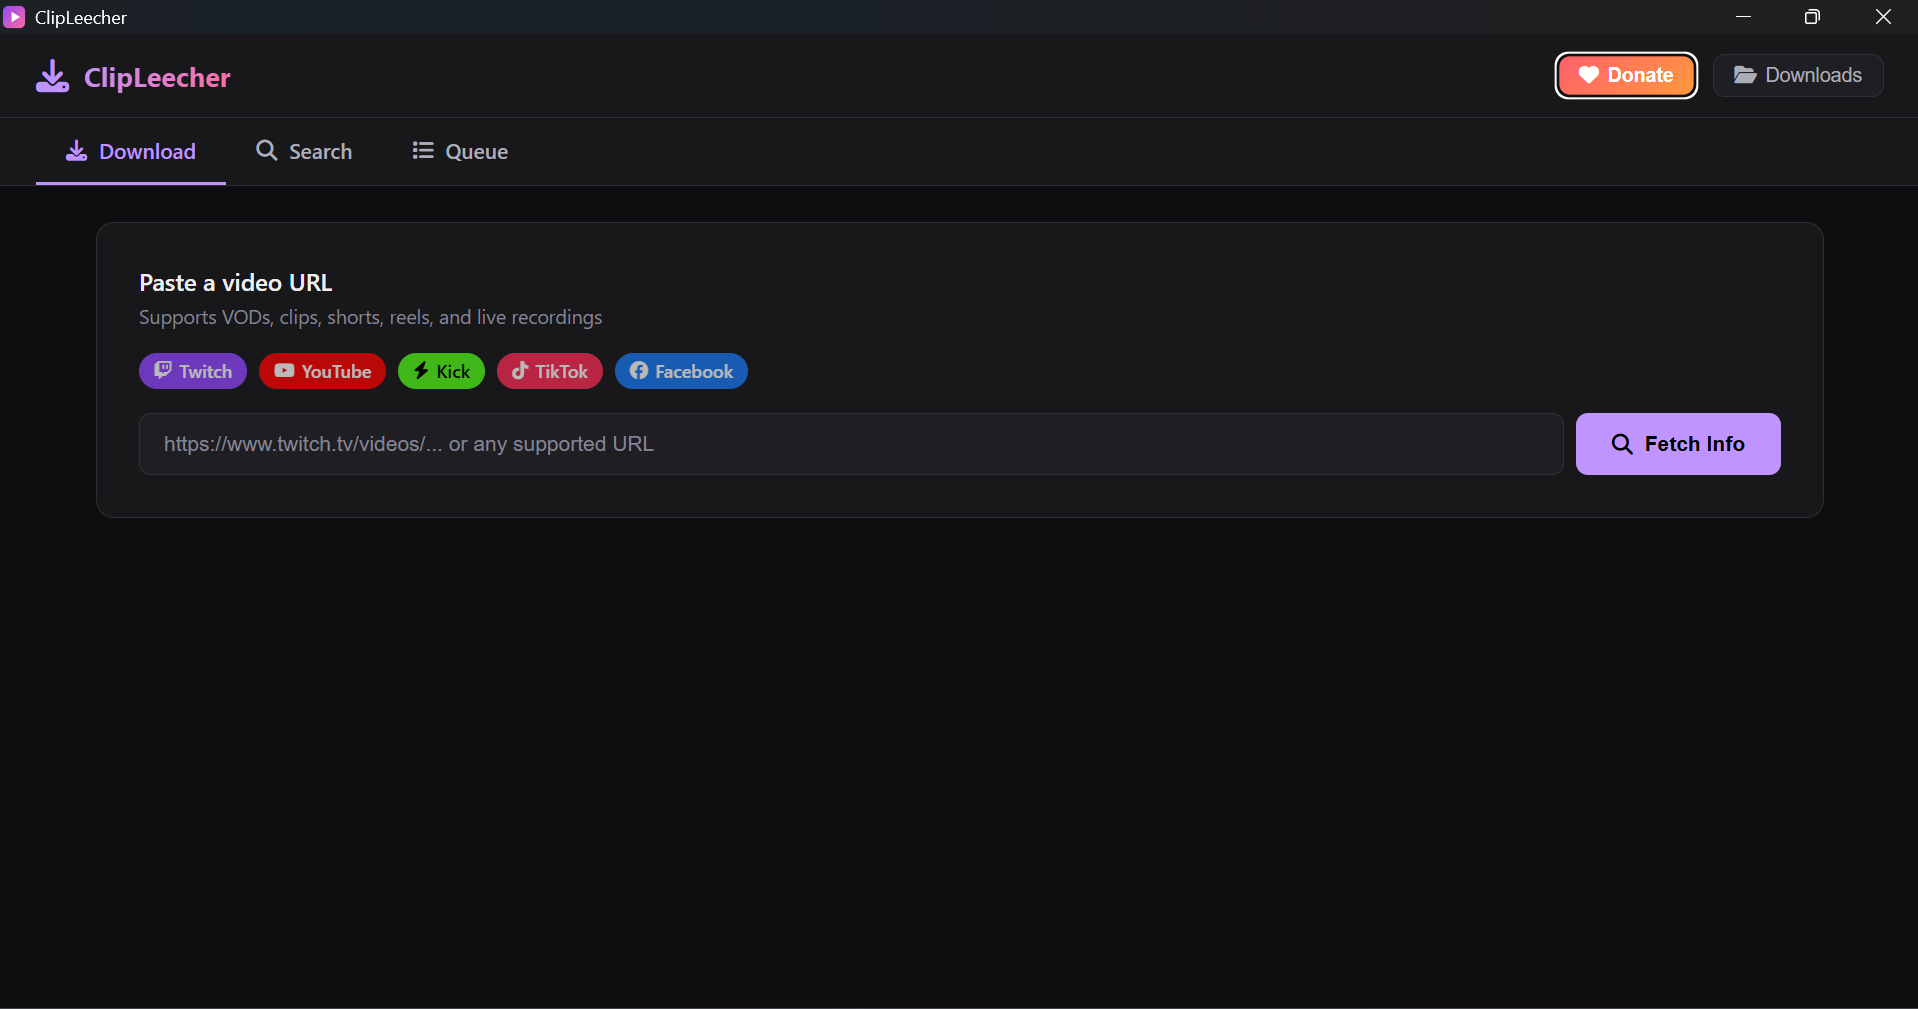 ClipLeecher
ClipLeecher
Donate
Downloads
Download
Search
Queue
Paste a video URL
Supports VODs, clips, shorts, reels, and live recordings
Twitch
YouTube
Kick
TikTok
Facebook
https://www.twitch.tv/videos/... or any supported URL
Fetch Info